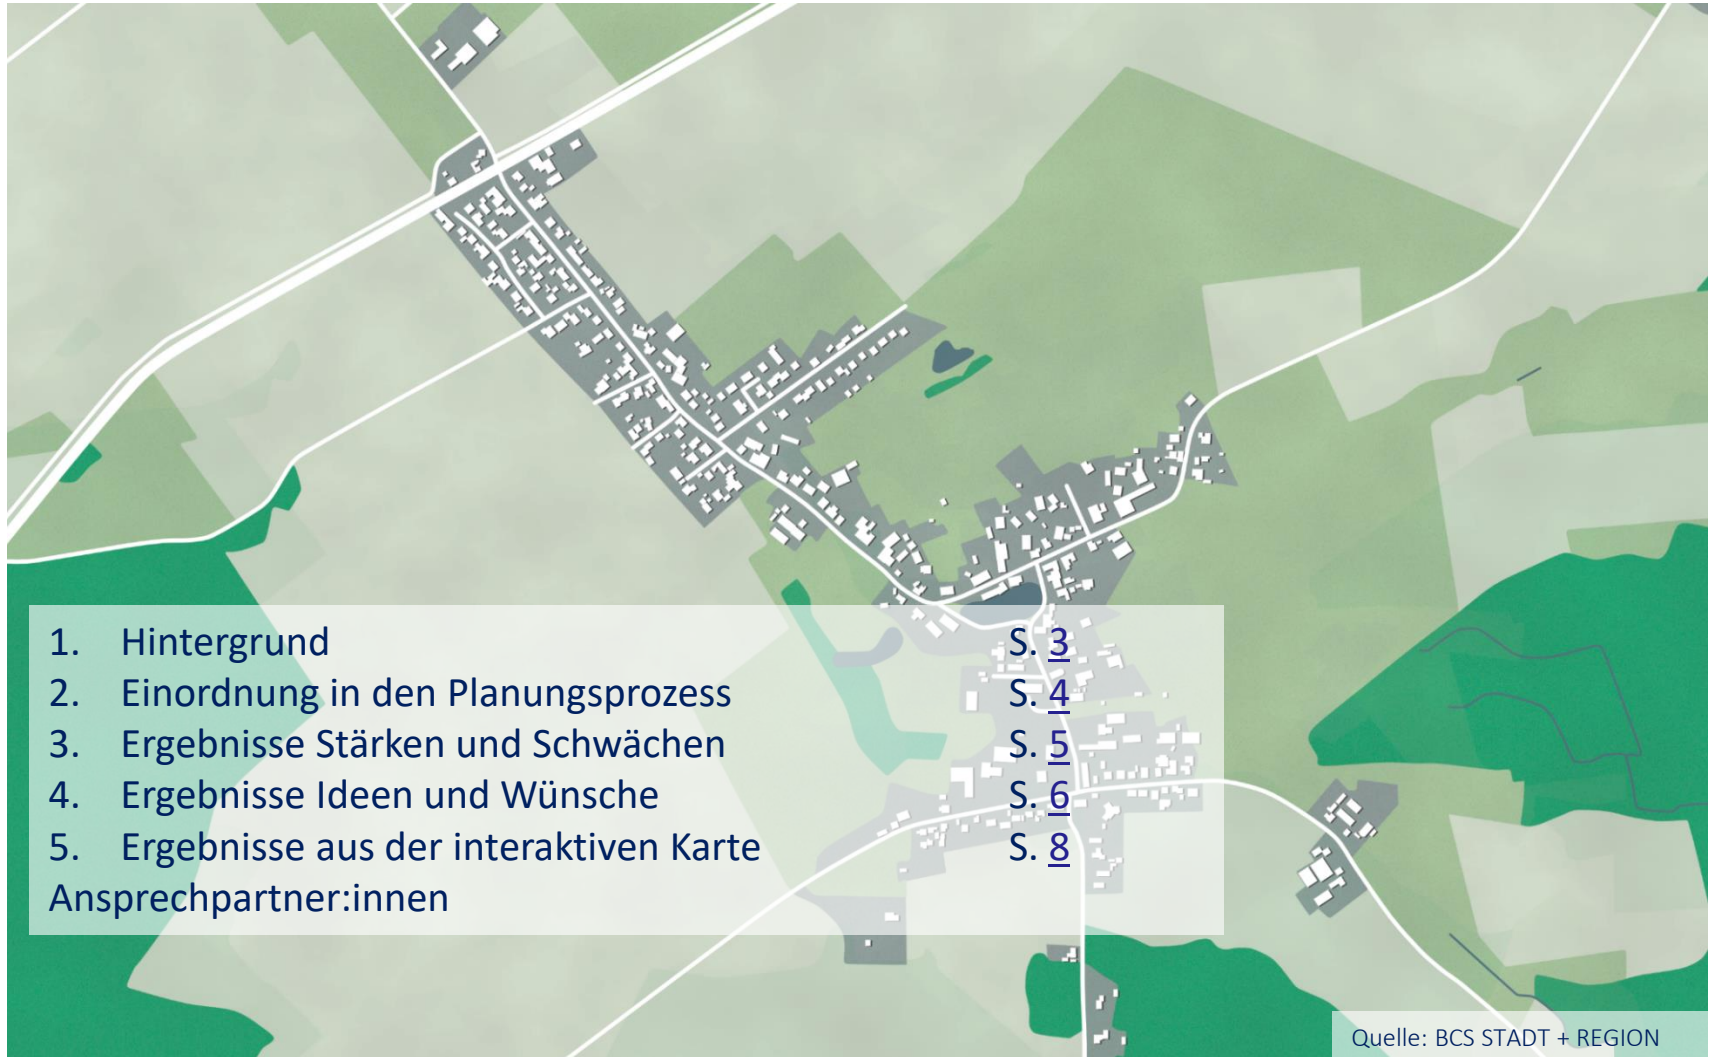 1. Hintergrund S. 3
2. Einordnung in den Planungsprozess S. 4
3. Ergebnisse Stärken und Schwächen S. 5
4. Ergebnisse Ideen und Wünsche S. 6
5. Ergebnisse aus der interaktiven Karte S. 8
Ansprechpartner:innen
Quelle: BCS STADT + REGION